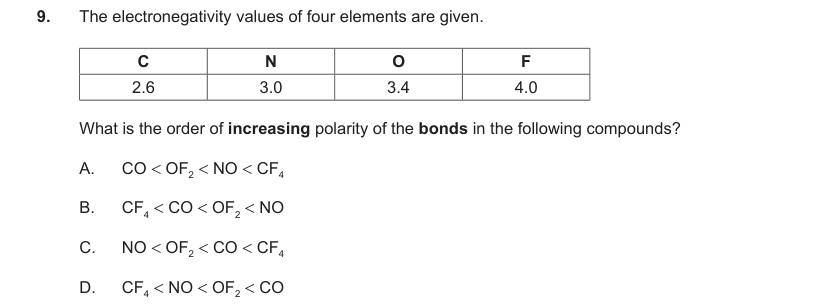 9. The electronegativity values of four elements are given.
C N O F
2.6 3.0 3.4 4.0
What is the order of increasing polarity of the bonds in the following compounds?
A. CO < OF₂ < NO < CF₄
B. CF₄ < CO < OF₂ < NO
C. NO < OF₂ < CO < CF₄
D. CF₄ < NO < OF₂ < CO